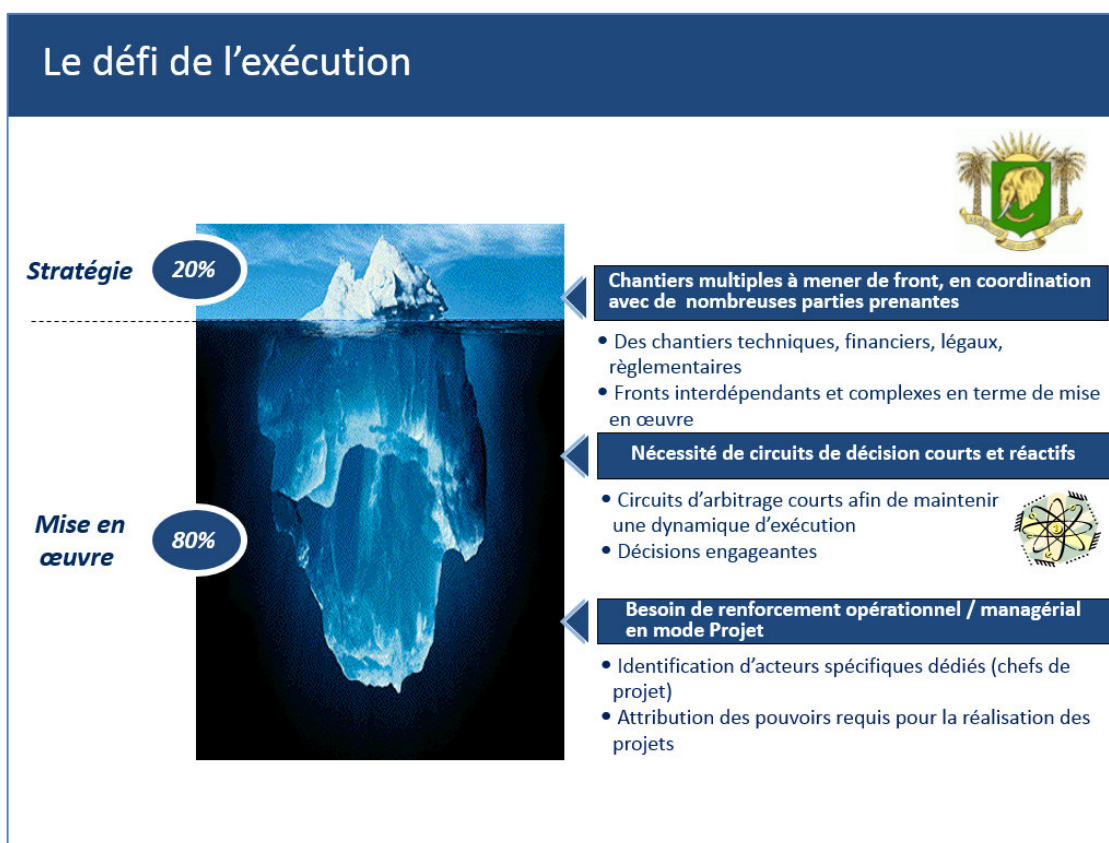 Le défi de l'exécution
Stratégie
20%
Chantiers multiples à mener de front, en coordination
avec de nombreuses parties prenantes
• Des chantiers techniques, financiers, légaux,
règlementaires
• Fronts interdépendants et complexes en terme de mise
en œuvre
Nécessité de circuits de décision courts et réactifs
• Circuits d'arbitrage courts afin de maintenir
une dynamique d'exécution
• Décisions engageantes
Mise en
œuvre
80%
Besoin de renforcement opérationnel / managérial
en mode Projet
• Identification d'acteurs spécifiques dédiés (chefs de
projet)
• Attribution des pouvoirs requis pour la réalisation des
projets